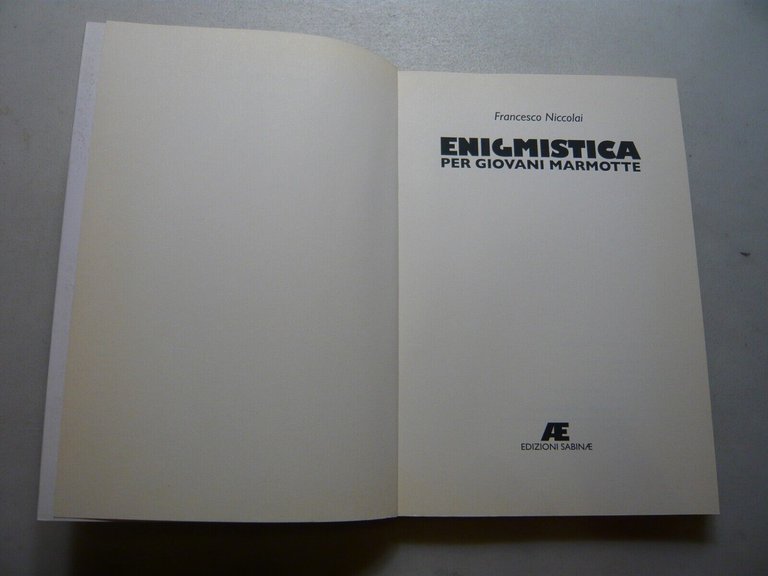 Francesco Niccolai
ENIGMISTICA
PER GIOVANI MARMOTTE
Æ
EDIZIONI SABINÆ